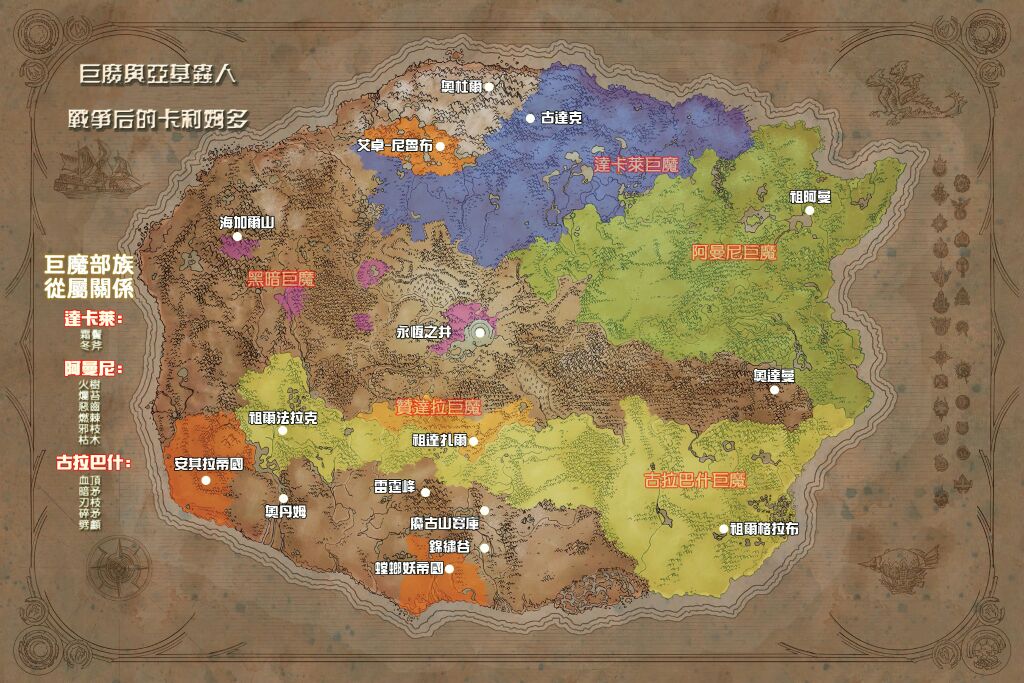 巨魔與亞基蟲人
戰爭后的卡利姆多
奧杜爾
古達克
艾卓-尼魯布
達卡萊巨魔
祖阿曼
海加爾山
阿曼尼巨魔
巨魔部族
從屬關係
黑暗巨魔
達卡萊:
霜鬢
冬斧
永恆之井
阿曼尼:
火樹
燻苔
惡齒
燃棘
邪枝
枯木
奧達曼
贊達拉巨魔
祖爾法拉克
祖達扎爾
古拉巴什:
血頂
暗矛
刃枝
碎矛
劈顱
安其拉帝國
古拉巴什巨魔
雷霆峰
奧丹姆
魔古山寶庫
祖爾格拉布
錦繡谷
螳螂妖帝國